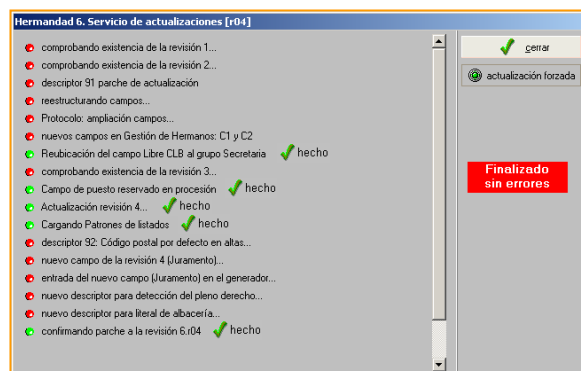 Hermandad 6. Servicio de actualizaciones [r04]
comprobando existencia de la revisión 1...
comprobando existencia de la revisión 2...
descriptor 91 parche de actualización
reestructurando campos...
Protocolo: ampliación campos...
nuevos campos en Gestión de Hermanos: C1 y C2
Reubicación del campo Libre CLB al grupo Secretaria hecho
comprobando existencia de la revisión 3...
Campo de puesto reservado en procesión hecho
Actualización revisión 4... hecho
Cargando Patrones de listados hecho
descriptor 92: Código postal por defecto en altas...
nuevo campo de la revisión 4 (Juramento)...
entrada del nuevo campo (Juramento) en el generador...
nuevo descriptor para detección del pleno derecho...
nuevo descriptor para literal de albacería...
confirmando parche a la revisión 6.r04 hecho
cerrar
actualización forzada
Finalizado
sin errores